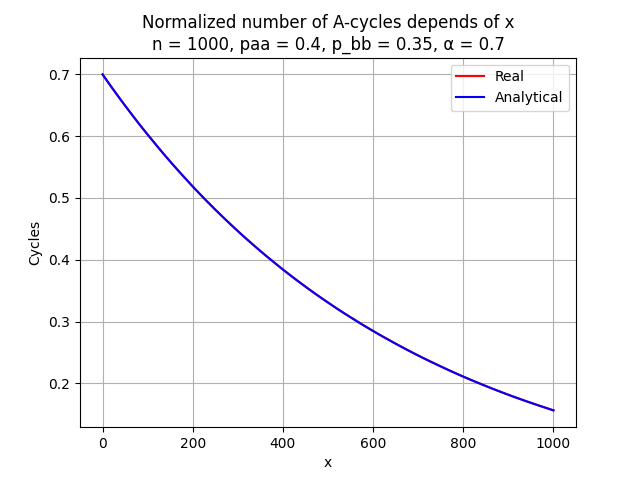 Normalized number of A-cycles depends of x
n = 1000, paa = 0.4, p_bb = 0.35, α = 0.7
Real
Analytical
Cycles
0.7
0.6
0.5
0.4
0.3
0.2
0 200 400 600 800 1000
x